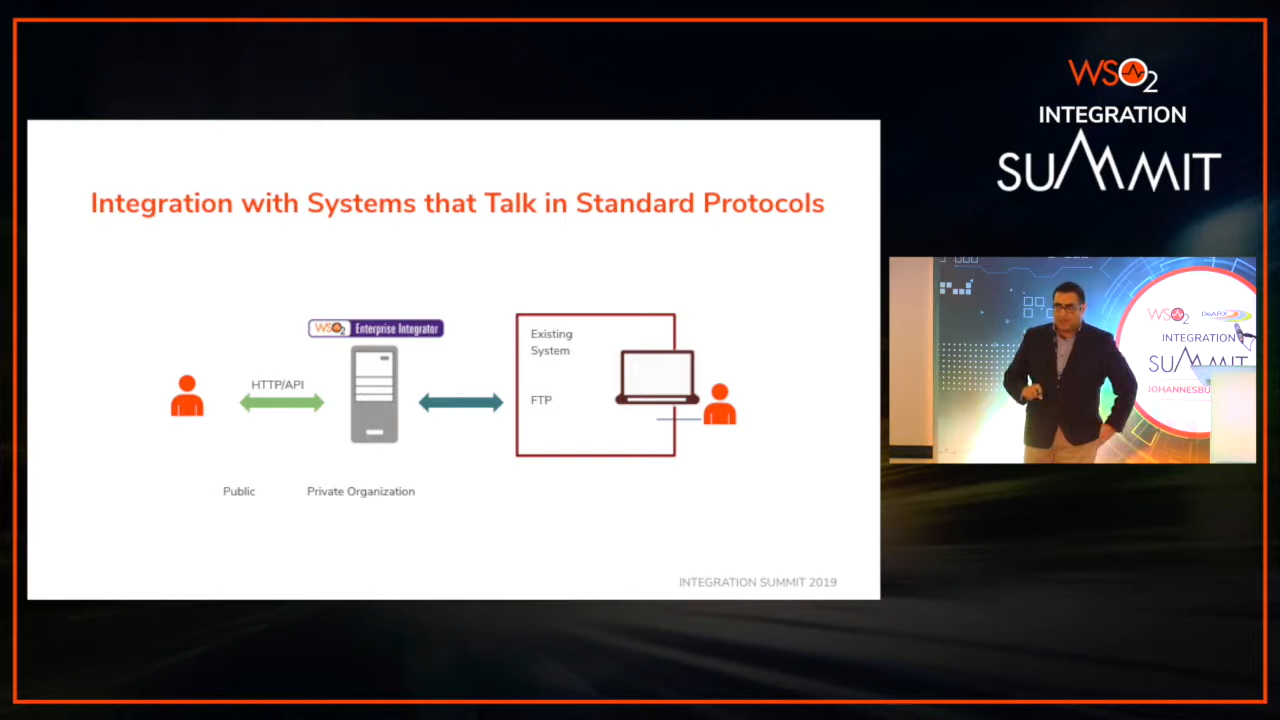 WSO2
INTEGRATION
SUMMIT
Integration with Systems that Talk in Standard Protocols
WSO2 Enterprise Integrator
Existing
System
HTTP/API
FTP
Public
Private Organization
INTEGRATION SUMMIT 2019
WSO2
INTEGRATION
SUMMIT
JOHANNESBU